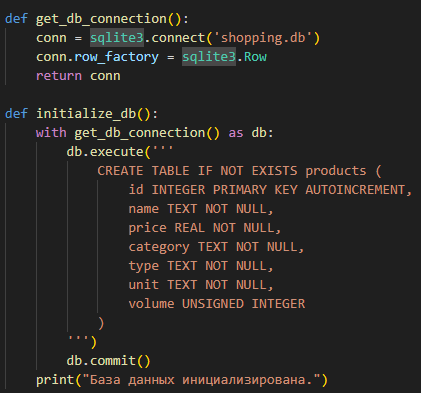 def get_db_connection():
    conn = sqlite3.connect('shopping.db')
    conn.row_factory = sqlite3.Row
    return conn

def initialize_db():
    with get_db_connection() as db:
        db.execute('''
            CREATE TABLE IF NOT EXISTS products (
                id INTEGER PRIMARY KEY AUTOINCREMENT,
                name TEXT NOT NULL,
                price REAL NOT NULL,
                category TEXT NOT NULL,
                type TEXT NOT NULL,
                unit TEXT NOT NULL,
                volume UNSIGNED INTEGER
            )
        ''')
        db.commit()
    print("База данных инициализирована.")